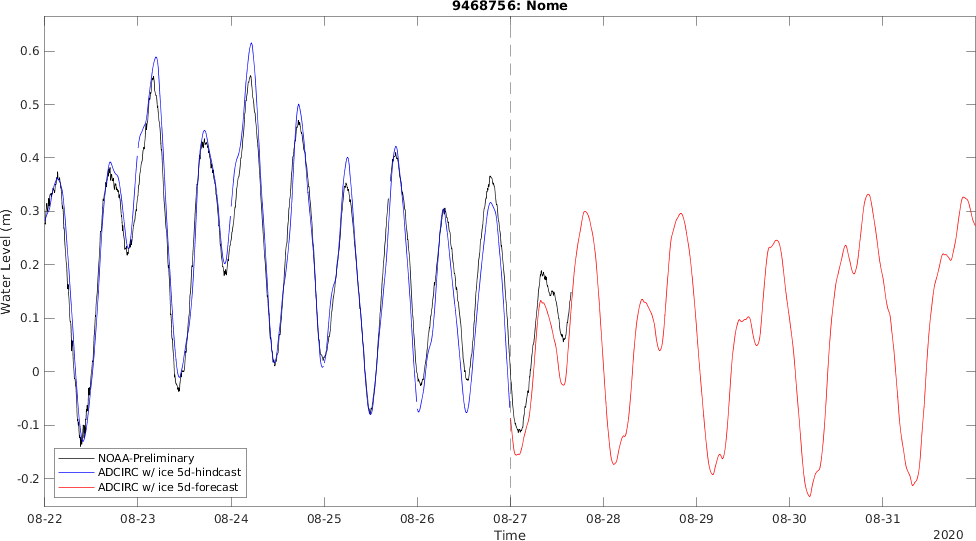 9468756: Nome
0.6
0.5
0.4
0.3
0.2
0.1
0
-0.1
-0.2
Water Level (m)
NOAA-Preliminary
ADCIRC w/ ice 5d-hindcast
ADCIRC w/ ice 5d-forecast
08-22 08-23 08-24 08-25 08-26 08-27 08-28 08-29 08-30 08-31
Time
2020